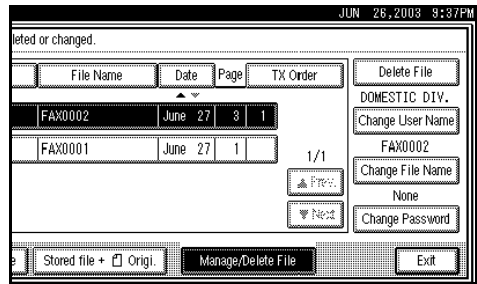 JUN 26,2003 9:37PM
leted or changed.
File Name Date Page TX Order
FAX0002 June 27 3 1
FAX0001 June 27 1
1/1
▲ Prev.
▼ Next
Delete File
DOMESTIC DIV.
Change User Name
FAX0002
Change File Name
None
Change Password
e Stored file + Origi. Manage/Delete File Exit